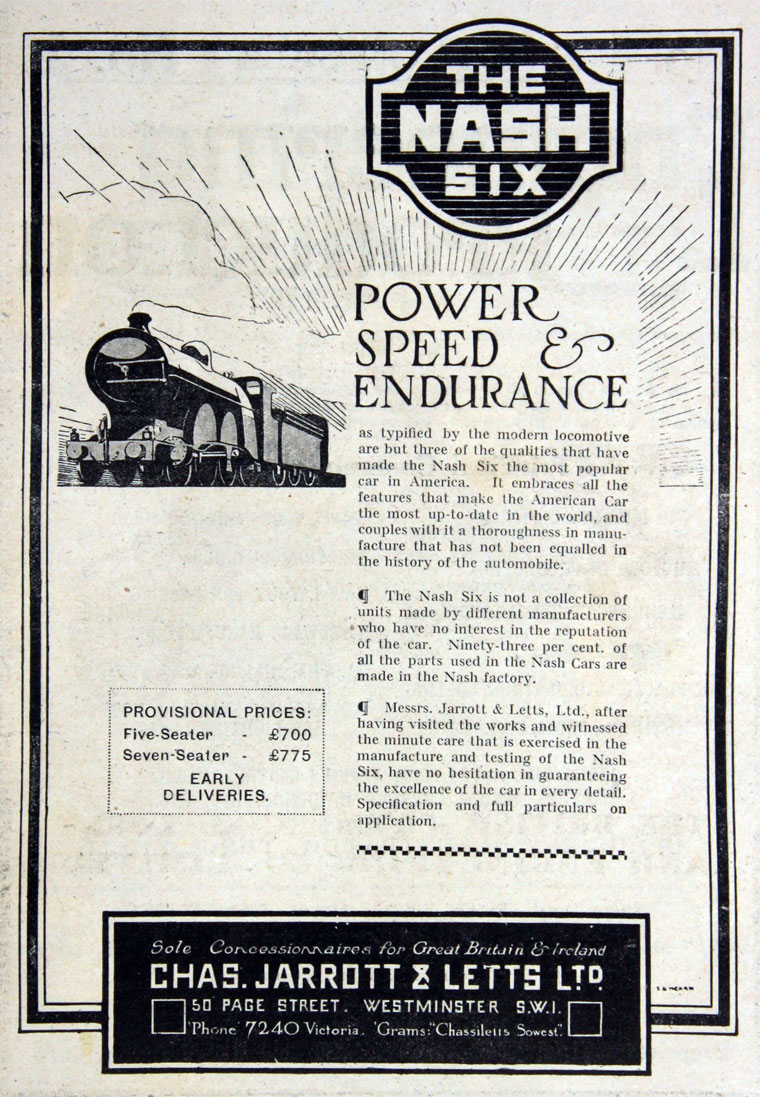 THE
NASH
SIX
POWER
SPEED &
ENDURANCE
as typified by the modern locomotive
are but three of the qualities that have
made the Nash Six the most popular
car in America. It embraces all the
features that make the American Car
the most up-to-date in the world, and
couples with it a thoroughness in manu-
facture that has not been equalled in
the history of the automobile.
¶ The Nash Six is not a collection of
units made by different manufacturers
who have no interest in the reputation
of the car. Ninety-three per cent. of
all the parts used in the Nash Cars are
made in the Nash factory.
¶ Messrs. Jarrott & Letts, Ltd., after
having visited the works and witnessed
the minute care that is exercised in the
manufacture and testing of the Nash
Six, have no hesitation in guaranteeing
the excellence of the car in every detail.
Specification and full particulars on
application.
PROVISIONAL PRICES:
Five-Seater - £700
Seven-Seater - £775
EARLY
DELIVERIES.
Sole Concessionnaires for Great Britain & Ireland
CHAS. JARROTT & LETTS LTD.
50 PAGE STREET. WESTMINSTER S.W.1.
'Phone 7240 Victoria. 'Grams: "Chassiletts Sowest".